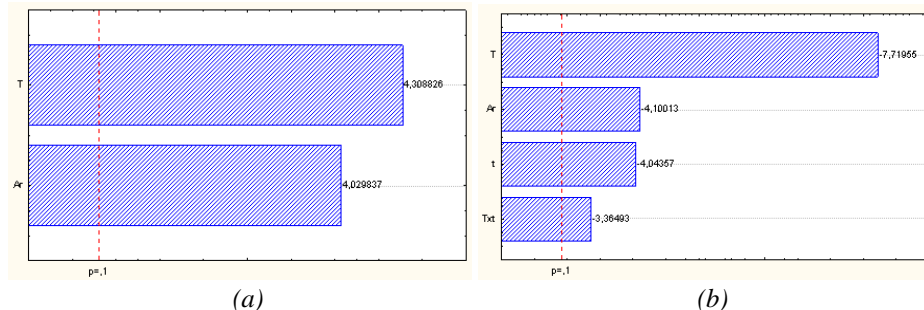 T
4,308826
Ar
4,029837
p=,1
(a)
T
-7,71955
Ar
-4,10013
t
-4,04357
Txt
-3,36493
p=,1
(b)